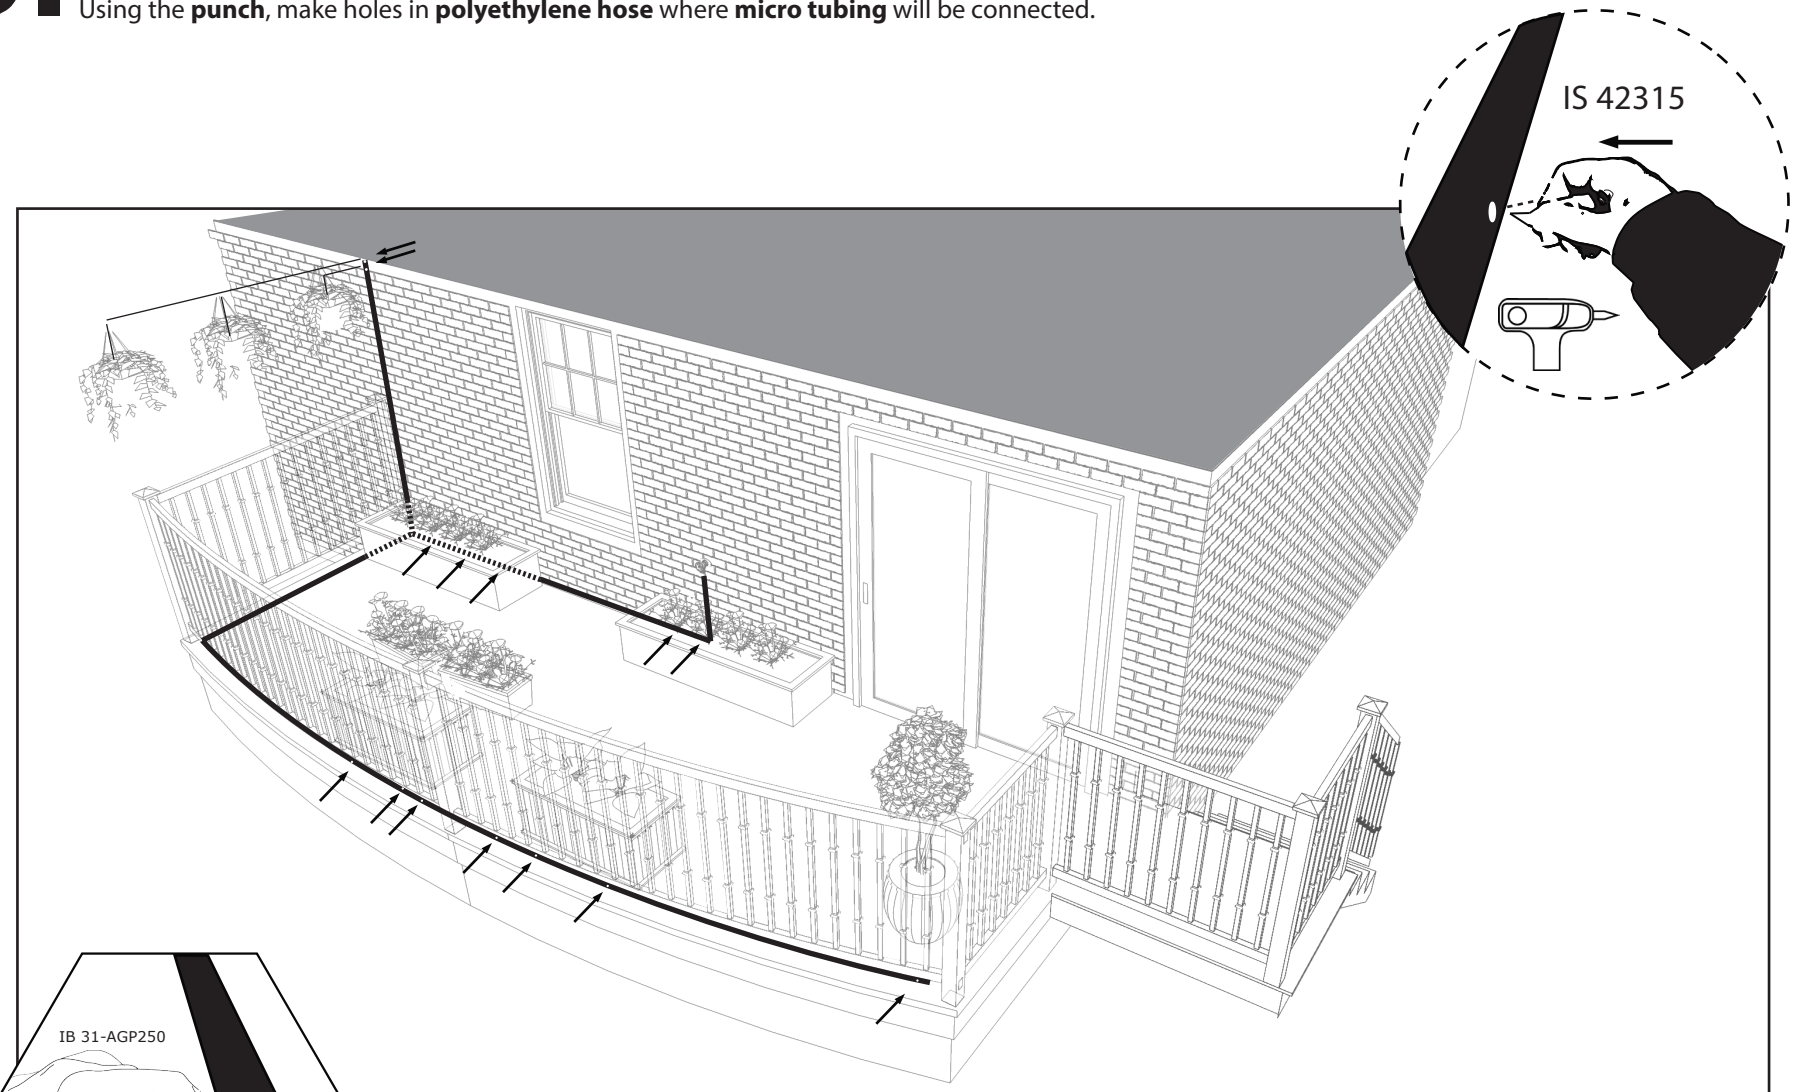 Using the punch, make holes in polyethylene hose where micro tubing will be connected.
IS 42315
IB 31-AGP250